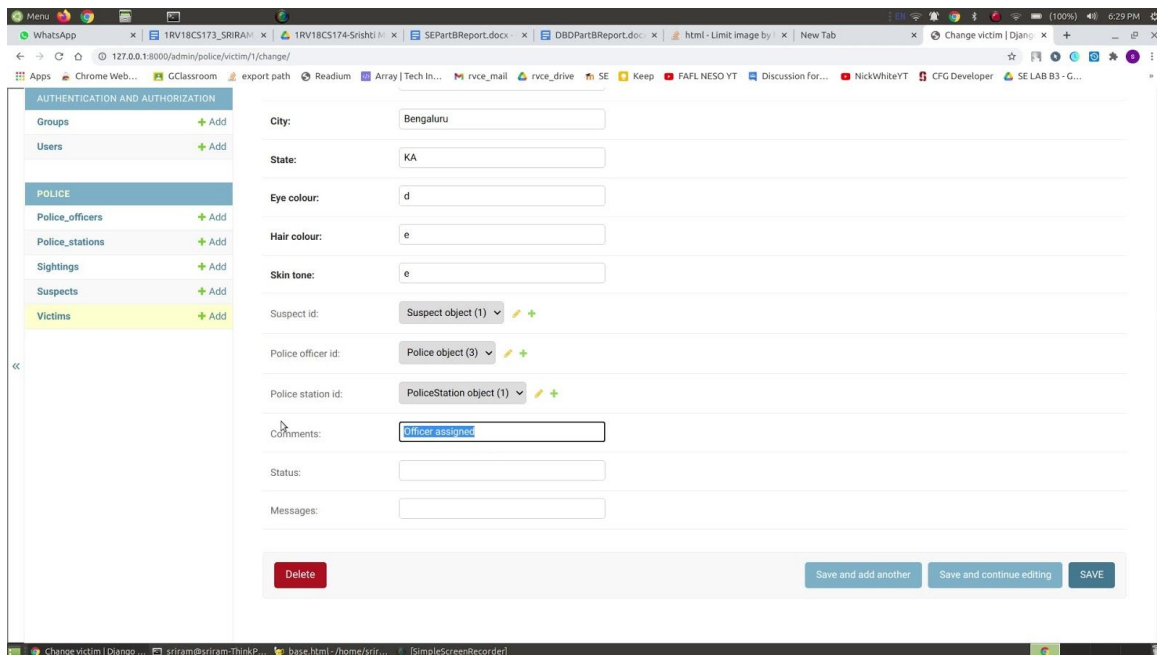 Menu
EN (100%) 6:29 PM
WhatsApp 1RV18CS173_SRIRAM_ 1RV18CS174-Srishti M SEPartBReport.docx - DBDPartBReport.doc html - Limit image by New Tab Change victim | Djang
127.0.0.1:8000/admin/police/victim/1/change/
Apps Chrome Web... GClassroom export path Readium Array | Tech In... rvce_mail rvce_drive fn SE Keep FAFL NESO YT Discussion for... NickWhiteYT CFG Developer SE LAB B3 - G...
AUTHENTICATION AND AUTHORIZATION
Groups + Add
Users + Add
POLICE
Police_officers + Add
Police_stations + Add
Sightings + Add
Suspects + Add
Victims + Add
«
City: Bengaluru
State: KA
Eye colour: d
Hair colour: e
Skin tone: e
Suspect id: Suspect object (1)
Police officer id: Police object (3)
Police station id: PoliceStation object (1)
Comments: Officer assigned
Status:
Messages:
Delete Save and add another Save and continue editing SAVE
Change victim | Django ... sriram@sriram-ThinkP... base.html - /home/srir... [SimpleScreenRecorder]